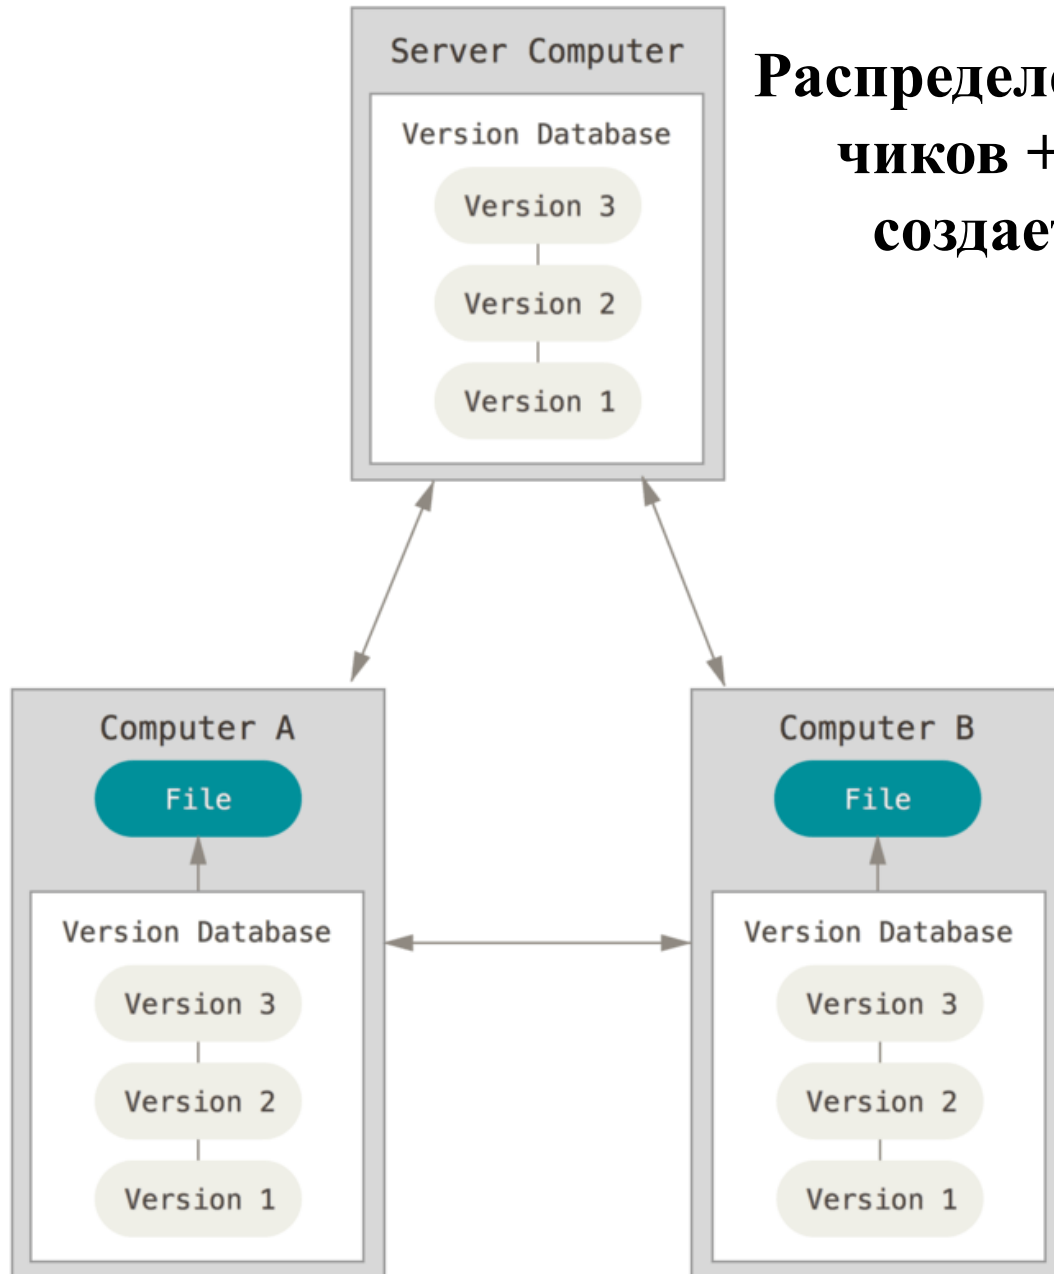 Server Computer
Version Database
Version 3
Version 2
Version 1
чиков +
Computer A
File
Version Database
Version 3
Version 2
Version 1
Computer B
File
Version Database
Version 3
Version 2
Version 1